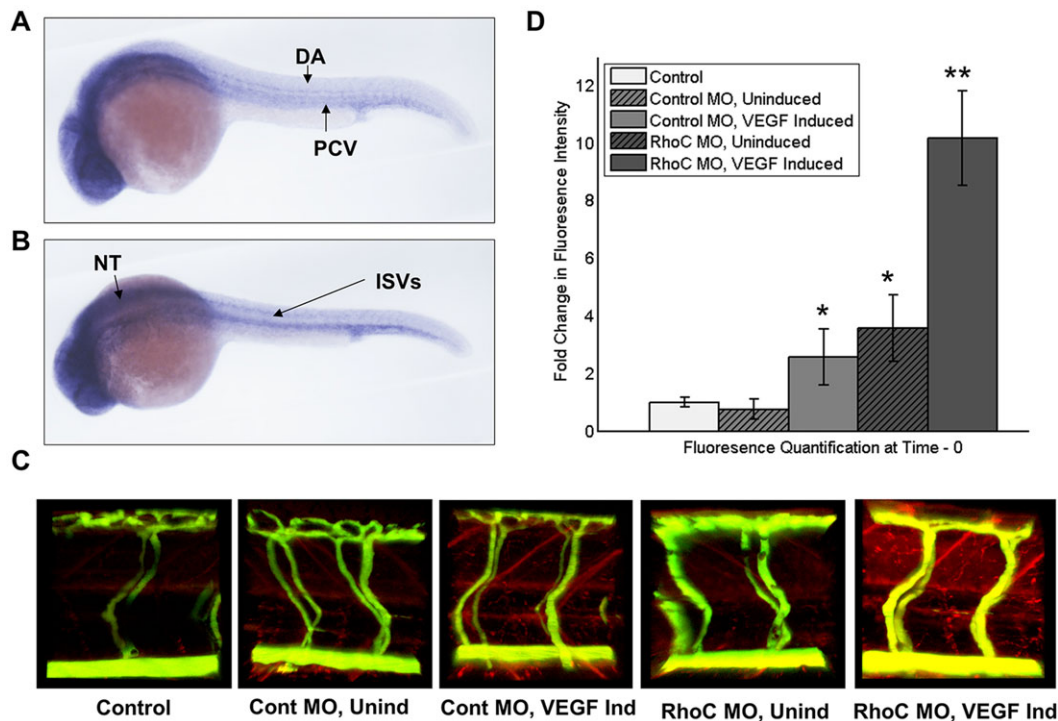 A
DA
PCV
B
NT
ISVs
C
Control
Cont MO, Unind
Cont MO, VEGF Ind
RhoC MO, Unind
RhoC MO, VEGF Ind
D
Fold Change in Fluoresence Intensity
12
10
8
6
4
2
0
Control
Control MO, Uninduced
Control MO, VEGF Induced
RhoC MO, Uninduced
RhoC MO, VEGF Induced
*
*
**
Fluoresence Quantification at Time - 0